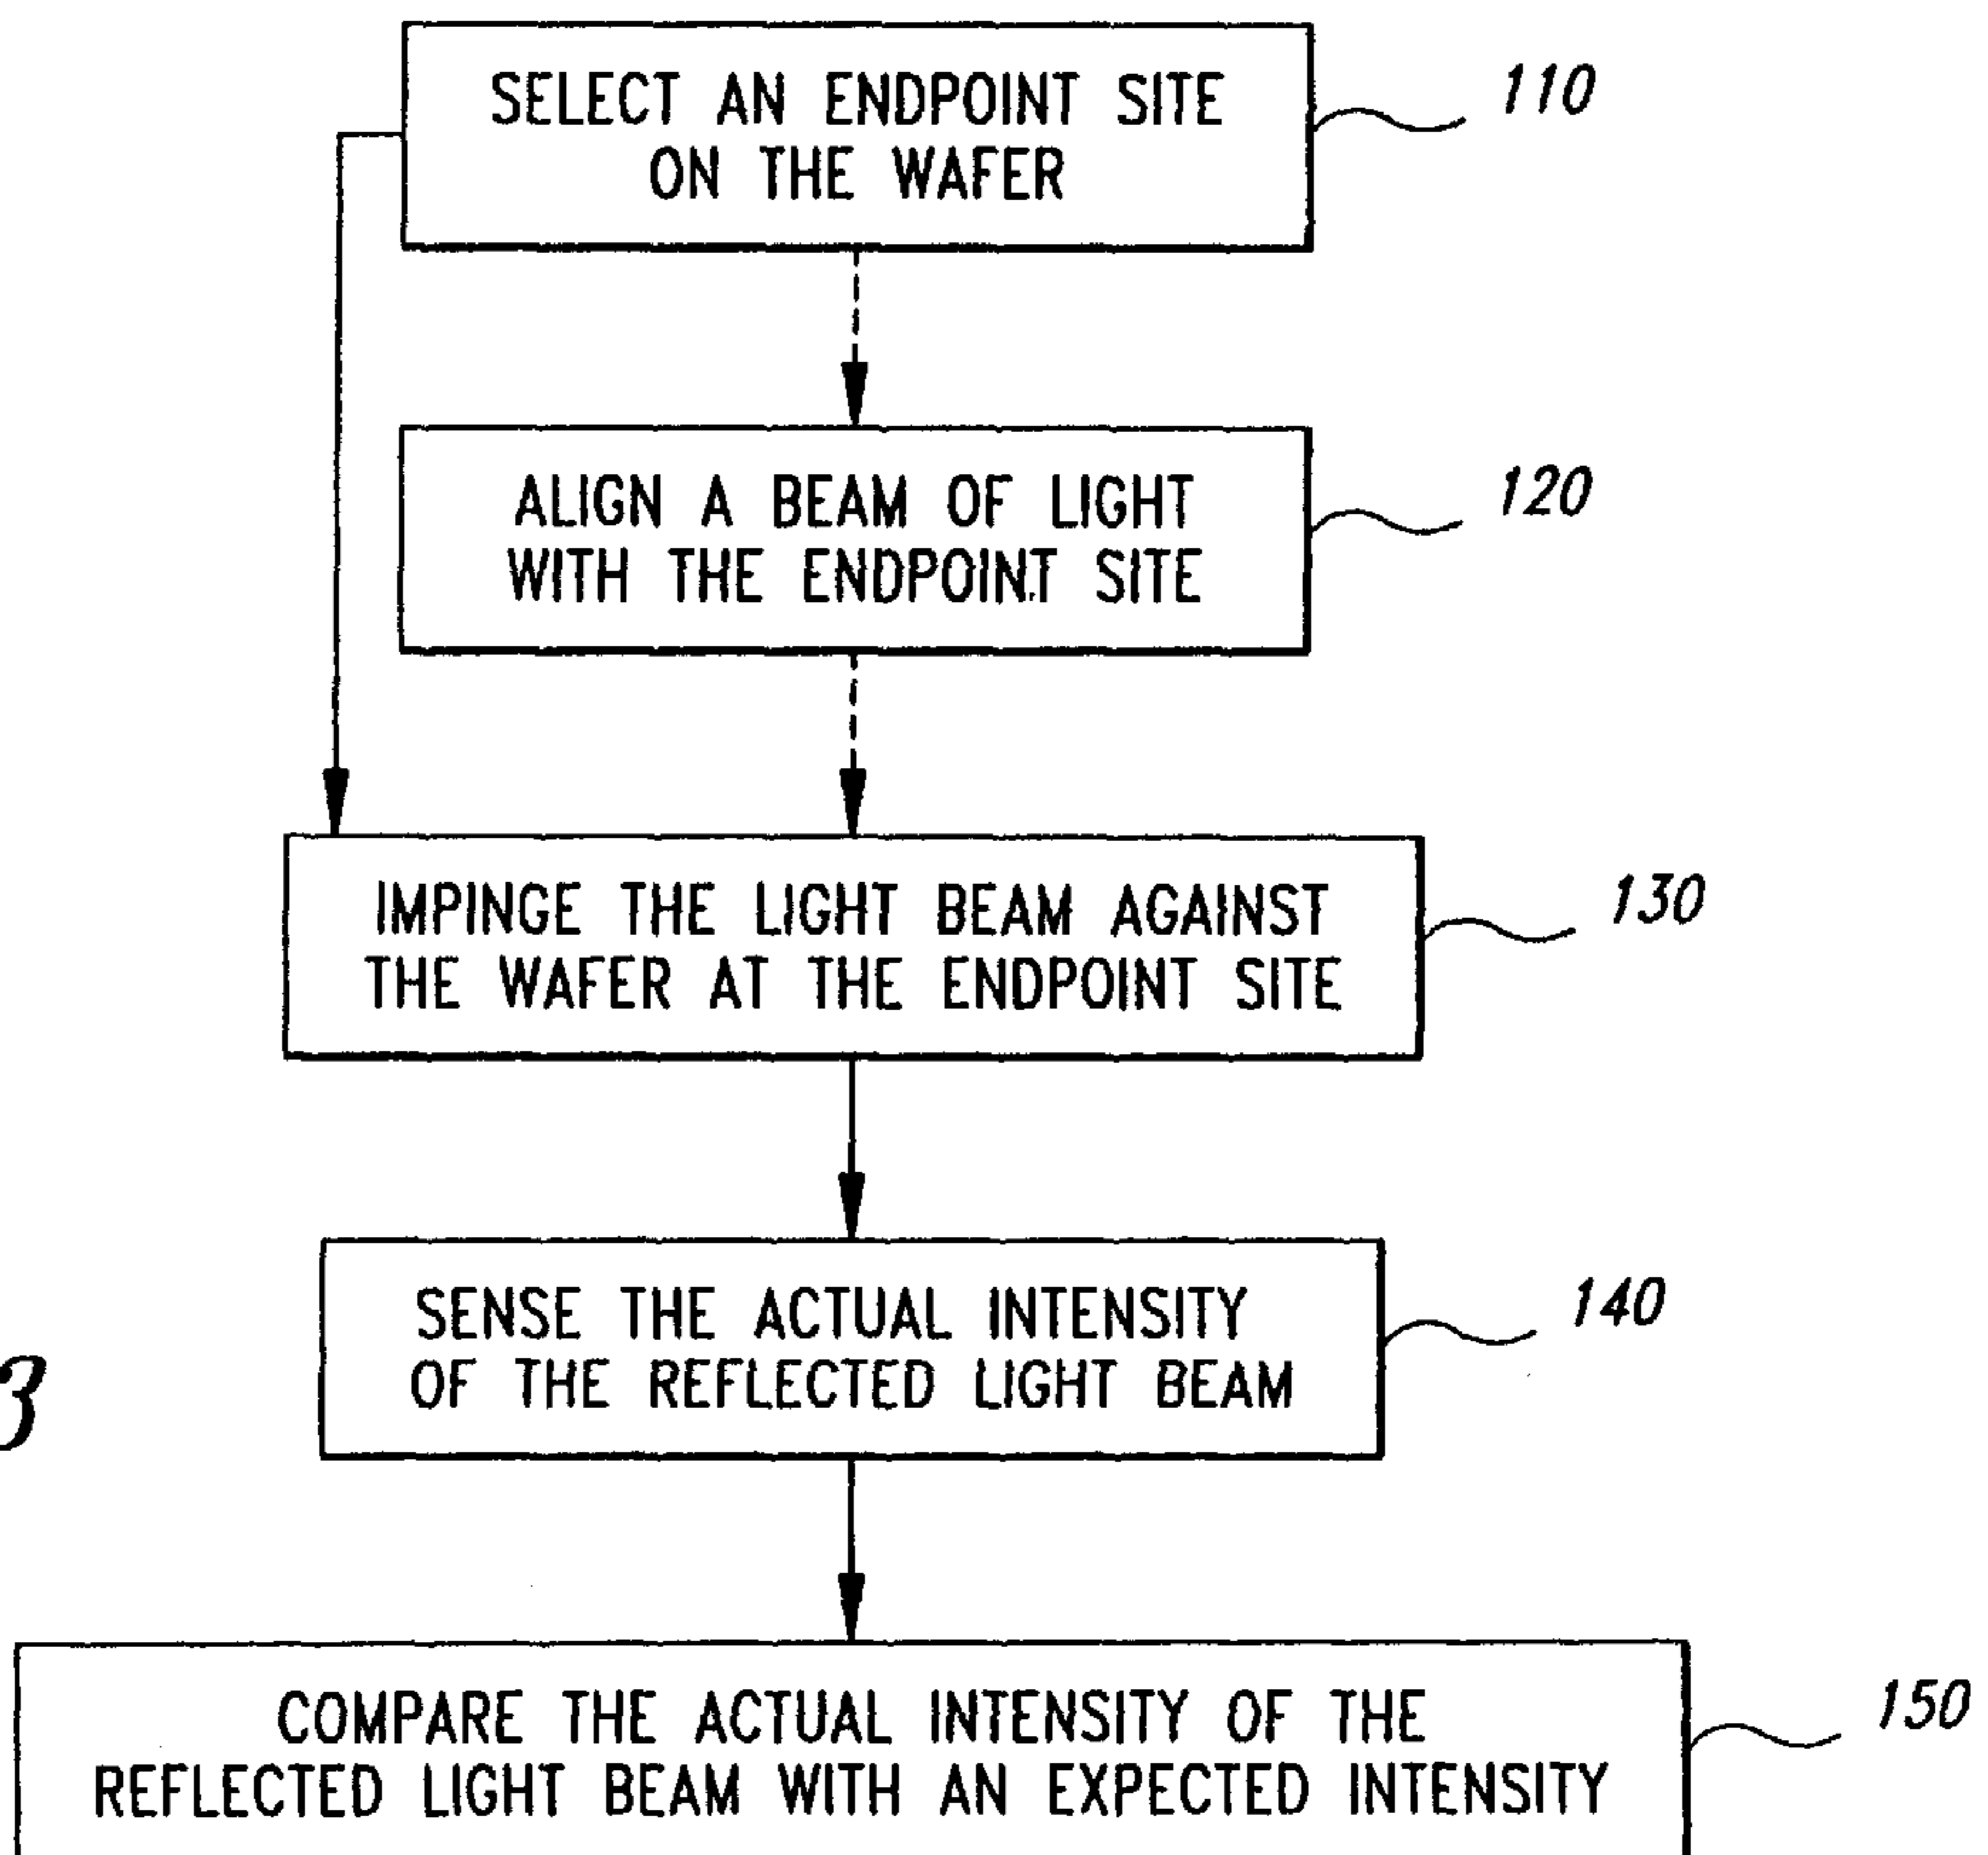 SELECT AN ENDPOINT SITE
ON THE WAFER
110
ALIGN A BEAM OF LIGHT
WITH THE ENDPOINT SITE
120
IMPINGE THE LIGHT BEAM AGAINST
THE WAFER AT THE ENDPOINT SITE
130
SENSE THE ACTUAL INTENSITY
OF THE REFLECTED LIGHT BEAM
140
3
COMPARE THE ACTUAL INTENSITY OF THE
REFLECTED LIGHT BEAM WITH AN EXPECTED INTENSITY
150